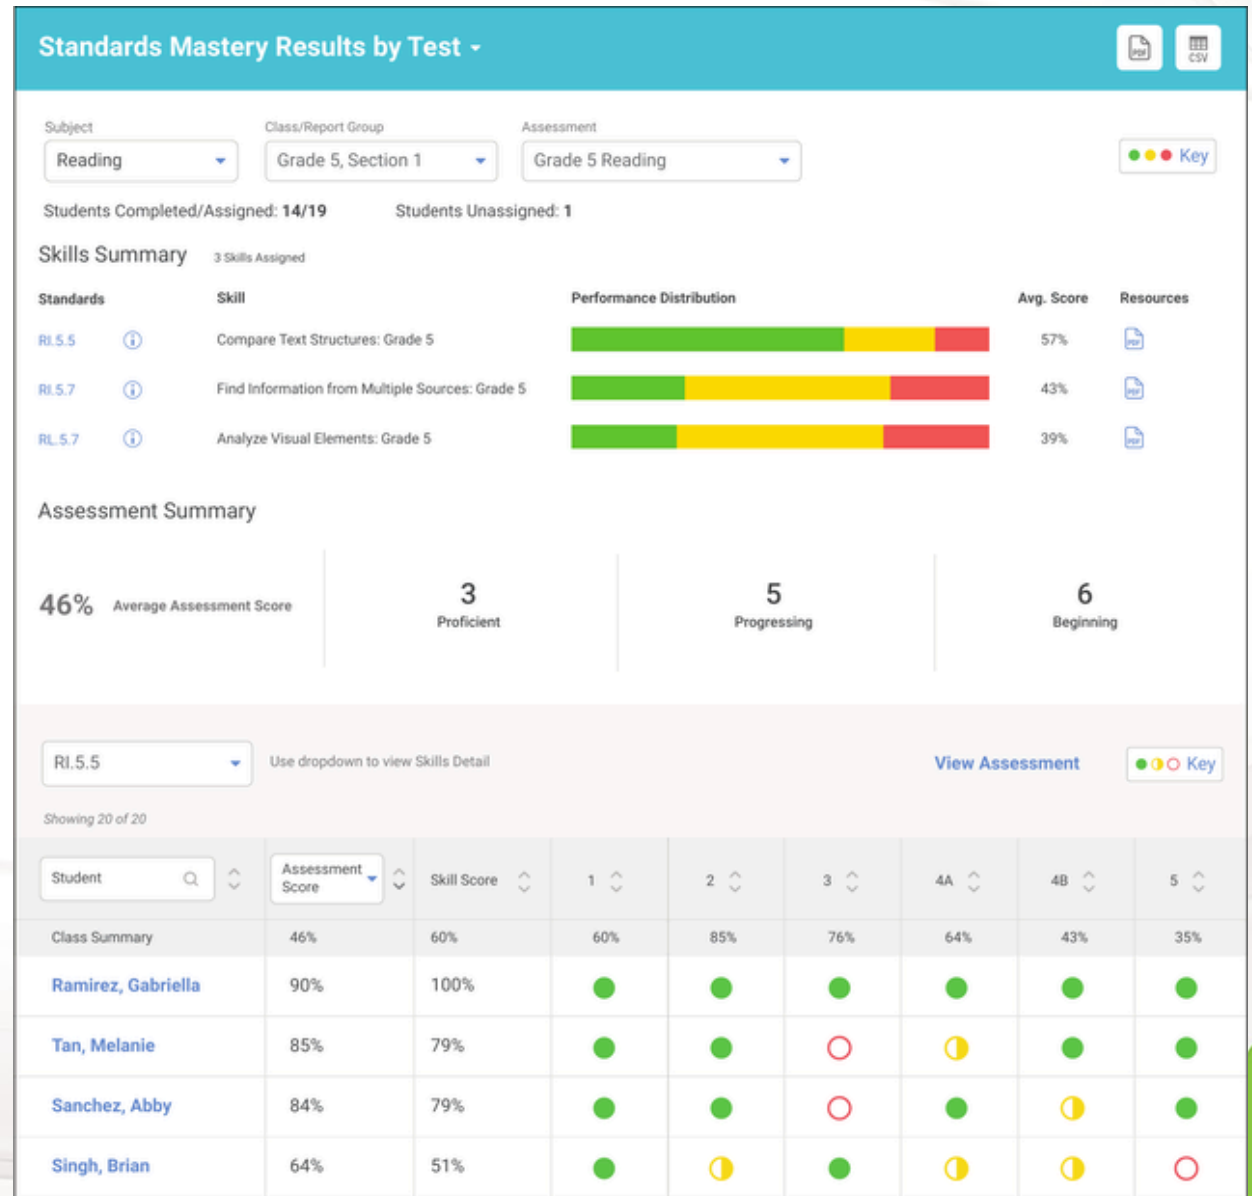 Standards Mastery Results by Test
PDF CSV
Subject Class/Report Group Assessment
Reading Grade 5, Section 1 Grade 5 Reading Key
Students Completed/Assigned: 14/19 Students Unassigned: 1
Skills Summary 3 Skills Assigned
Standards Skill Performance Distribution Avg. Score Resources
RI.5.5 i Compare Text Structures: Grade 5 57% PDF
RI.5.7 i Find Information from Multiple Sources: Grade 5 43% PDF
RL.5.7 i Analyze Visual Elements: Grade 5 39% PDF
Assessment Summary
46% Average Assessment Score
3 5 6
Proficient Progressing Beginning
RI.5.5 Use dropdown to view Skills Detail View Assessment Key
Showing 20 of 20
Student Assessment Score Skill Score 1 2 3 4A 4B 5
Class Summary 46% 60% 60% 85% 76% 64% 43% 35%
Ramirez, Gabriella 90% 100%
Tan, Melanie 85% 79%
Sanchez, Abby 84% 79%
Singh, Brian 64% 51%